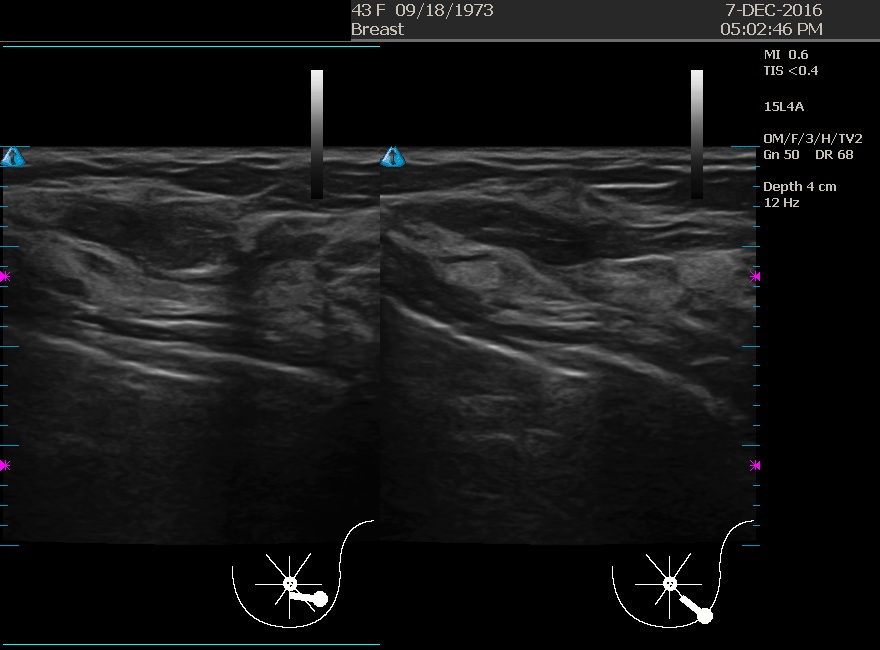 43 F 09/18/1973
7-DEC-2016
Breast
05:02:46 PM
MI 0.6
TIS <0.4
15L4A
OM/F/3/H/TV2
Gn 50 DR 68
Depth 4 cm
12 Hz